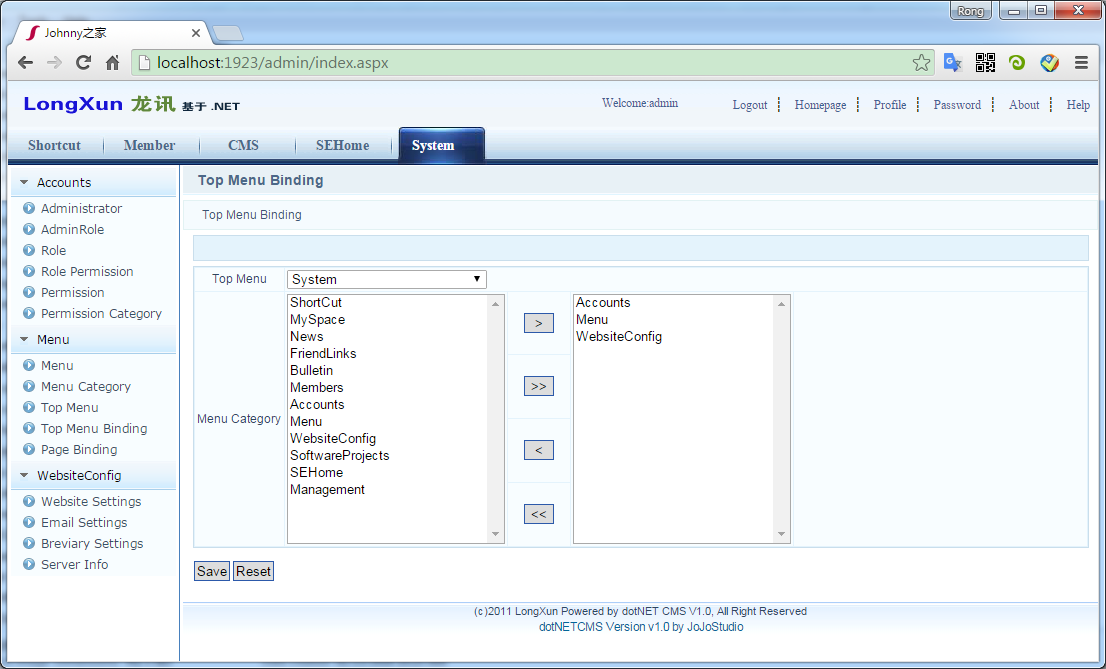 Rong
Johnny之家
localhost:1923/admin/index.aspx
LongXun 龙讯 基于 .NET
Welcome:admin Logout Homepage Profile Password About Help
Shortcut Member CMS SEHome System
Accounts
Administrator
AdminRole
Role
Role Permission
Permission
Permission Category
Menu
Menu
Menu Category
Top Menu
Top Menu Binding
Page Binding
WebsiteConfig
Website Settings
Email Settings
Breviary Settings
Server Info
Top Menu Binding
Top Menu Binding
Top Menu System
Menu Category
ShortCut
MySpace
News
FriendLinks
Bulletin
Members
Accounts
Menu
WebsiteConfig
SoftwareProjects
SEHome
Management
>
>>
<
<<
Accounts
Menu
WebsiteConfig
Save Reset
(c)2011 LongXun Powered by dotNET CMS V1.0, All Right Reserved
dotNETCMS Version v1.0 by JoJoStudio